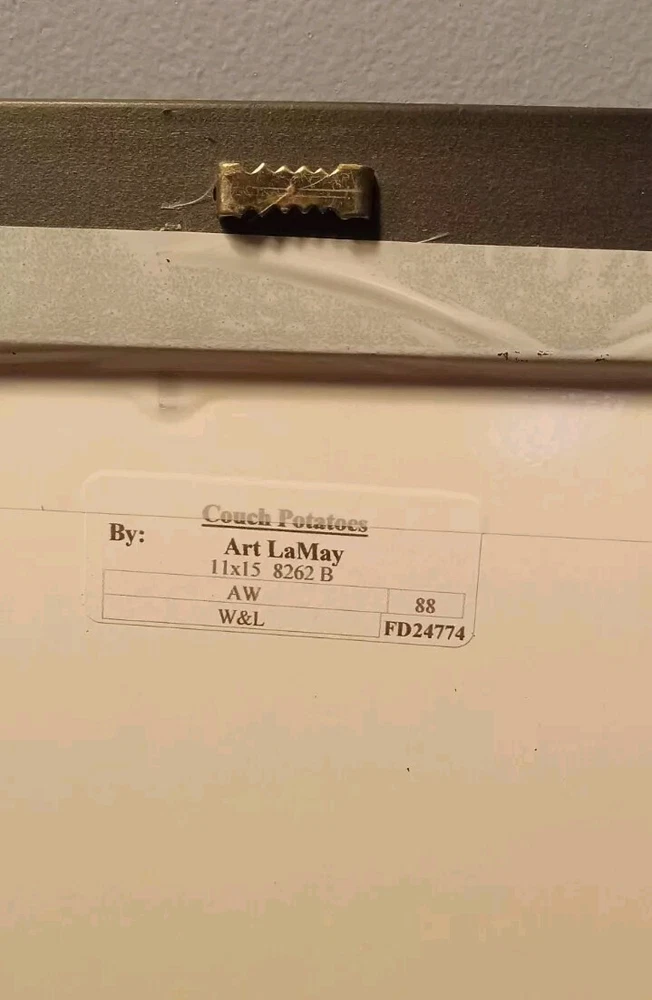 Couch Potatoes
By:
Art LaMay
11x15 8262 B
AW 88
W&L FD24774